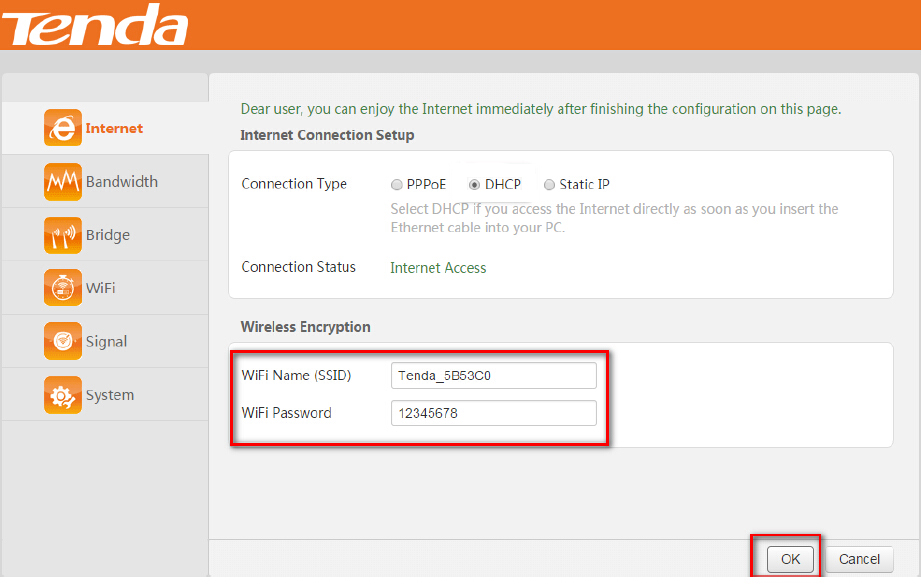 Tenda
Dear user, you can enjoy the Internet immediately after finishing the configuration on this page.
Internet
Internet Connection Setup
Connection Type PPPoE DHCP Static IP
Bandwidth
Select DHCP if you access the Internet directly as soon as you insert the
Ethernet cable into your PC.
Bridge
Connection Status Internet Access
WiFi
Wireless Encryption
Signal
WiFi Name (SSID) Tenda_5B53C0
System
WiFi Password 12345678
OK Cancel